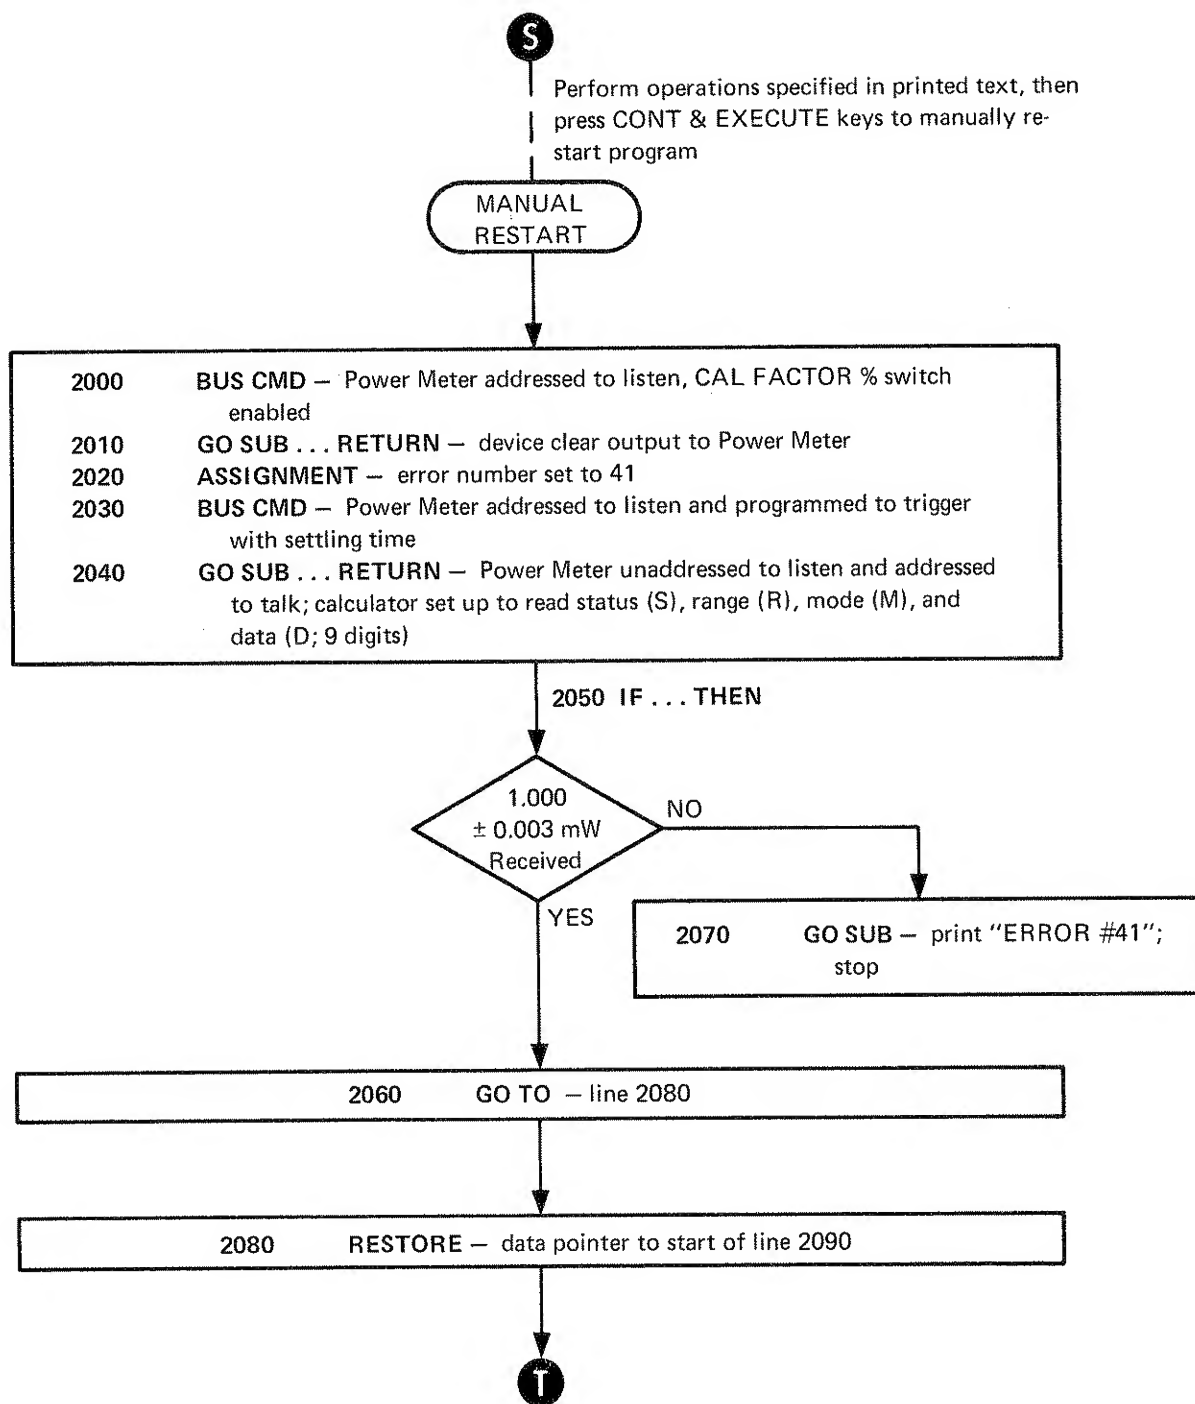 S
Perform operations specified in printed text, then
press CONT & EXECUTE keys to manually re-
start program
MANUAL
RESTART
2000 BUS CMD — Power Meter addressed to listen, CAL FACTOR % switch
enabled
2010 GO SUB ... RETURN — device clear output to Power Meter
2020 ASSIGNMENT — error number set to 41
2030 BUS CMD — Power Meter addressed to listen and programmed to trigger
with settling time
2040 GO SUB ... RETURN — Power Meter unaddressed to listen and addressed
to talk; calculator set up to read status (S), range (R), mode (M), and
data (D; 9 digits)
2050 IF ... THEN
1.000
± 0.003 mW
Received
NO
YES
2070 GO SUB — print “ERROR #41”;
stop
2060 GO TO — line 2080
2080 RESTORE — data pointer to start of line 2090
T